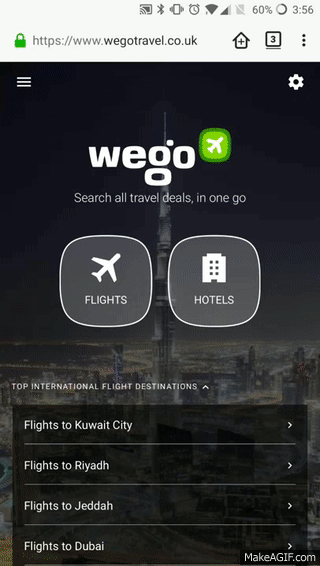 60% 3:56
https://www.wegotravel.co.uk
3
wego
Search all travel deals, in one go
FLIGHTS
HOTELS
TOP INTERNATIONAL FLIGHT DESTINATIONS
Flights to Kuwait City
Flights to Riyadh
Flights to Jeddah
Flights to Dubai
MakeAGIF.com